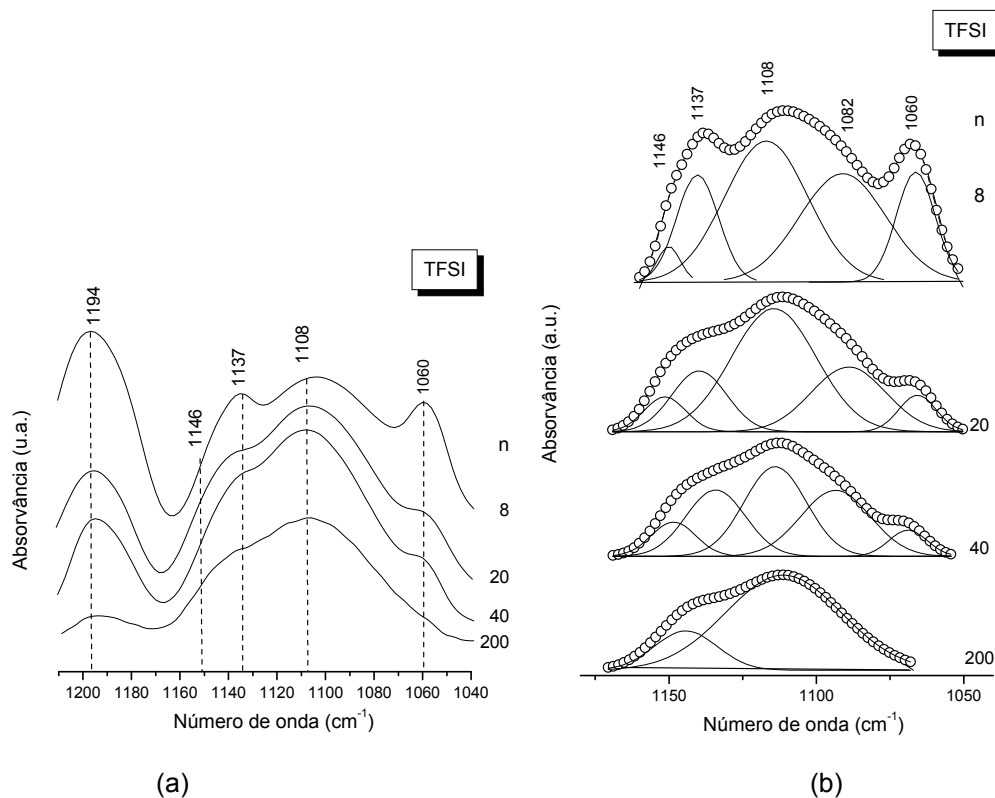 TFSI
1194
1146
1137
1108
1060
n
8
20
40
200
Absorvância (u.a.)
1200 1180 1160 1140 1120 1100 1080 1060 1040
Número de onda (cm-1)
(a)
TFSI
1146
1137
1108
1082
1060
n
8
20
40
200
Absorvância (a.u.)
1150 1100 1050
Número de onda (cm-1)
(b)